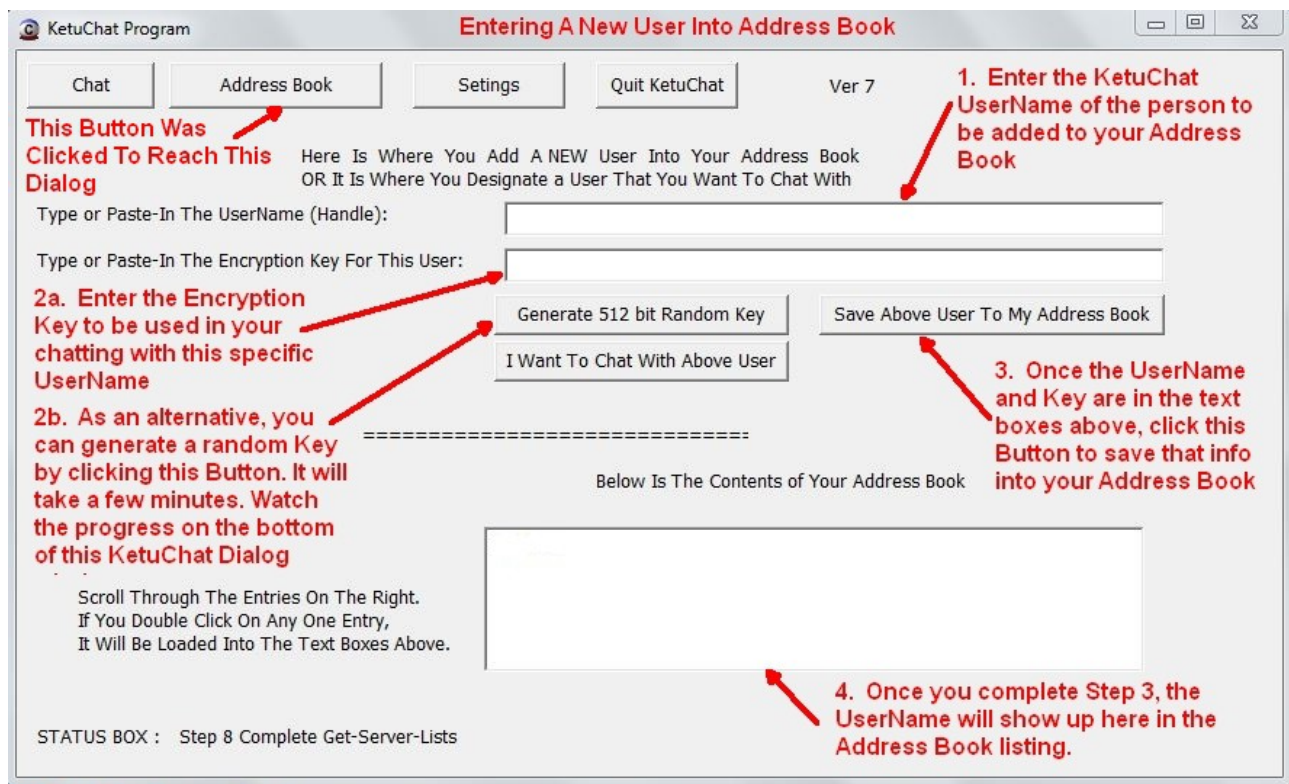 KetuChat Program
Entering A New User Into Address Book
Chat
Address Book
Setings
Quit KetuChat
Ver 7
1. Enter the KetuChat
UserName of the person to
be added to your Address
Book
This Button Was
Clicked To Reach This
Dialog
Here Is Where You Add A NEW User Into Your Address Book
OR It Is Where You Designate a User That You Want To Chat With
Type or Paste-In The UserName (Handle):
Type or Paste-In The Encryption Key For This User:
2a. Enter the Encryption
Key to be used in your
chatting with this specific
UserName
Generate 512 bit Random Key
Save Above User To My Address Book
I Want To Chat With Above User
3. Once the UserName
and Key are in the text
boxes above, click this
Button to save that info
into your Address Book
2b. As an alternative, you
can generate a random Key
by clicking this Button. It will
take a few minutes. Watch
the progress on the bottom
of this KetuChat Dialog
==============================
Below Is The Contents of Your Address Book
Scroll Through The Entries On The Right.
If You Double Click On Any One Entry,
It Will Be Loaded Into The Text Boxes Above.
4. Once you complete Step 3, the
UserName will show up here in the
Address Book listing.
STATUS BOX : Step 8 Complete Get-Server-Lists